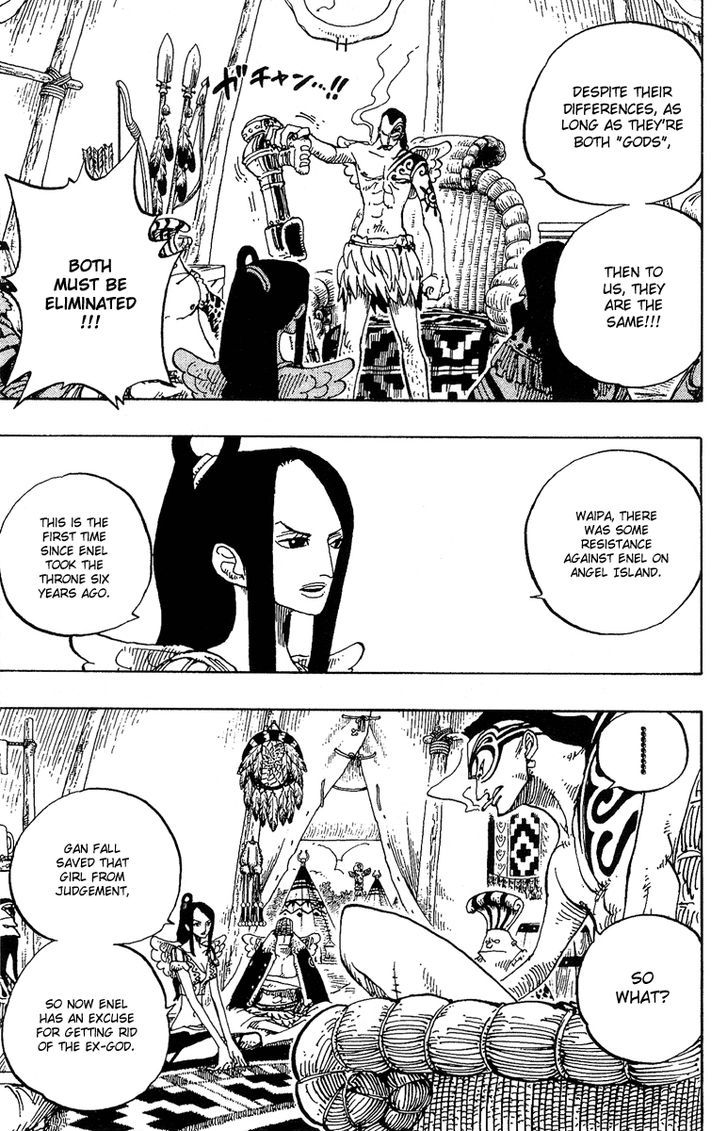 DESPITE THEIR
DIFFERENCES, AS
LONG AS THEY'RE
BOTH "GODS",
THEN TO
US, THEY
ARE THE
SAME!!!
ガチャン…!!
BOTH
MUST BE
ELIMINATED
!!!
WAIPA, THERE
WAS SOME
RESISTANCE
AGAINST ENEL ON
ANGEL ISLAND.
THIS IS THE
FIRST TIME
SINCE ENEL
TOOK THE
THRONE SIX
YEARS AGO.
.........
SO
WHAT?
GAN FALL
SAVED THAT
GIRL FROM
JUDGEMENT,
SO NOW ENEL
HAS AN EXCUSE
FOR GETTING RID
OF THE EX-GOD.